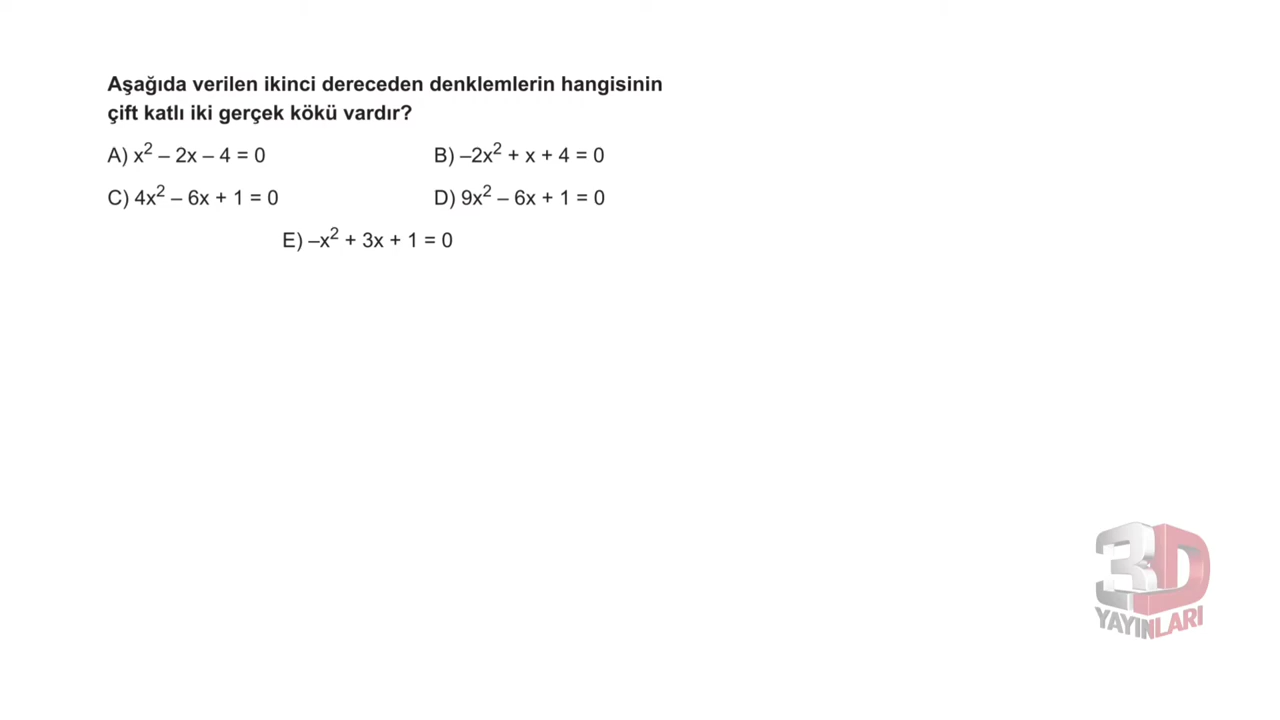 Aşağıda verilen ikinci dereceden denklemlerin hangisinin
çift katlı iki gerçek kökü vardır?
A) x² – 2x – 4 = 0 B) –2x² + x + 4 = 0
C) 4x² – 6x + 1 = 0 D) 9x² – 6x + 1 = 0
E) –x² + 3x + 1 = 0
3D
YAYINLARI